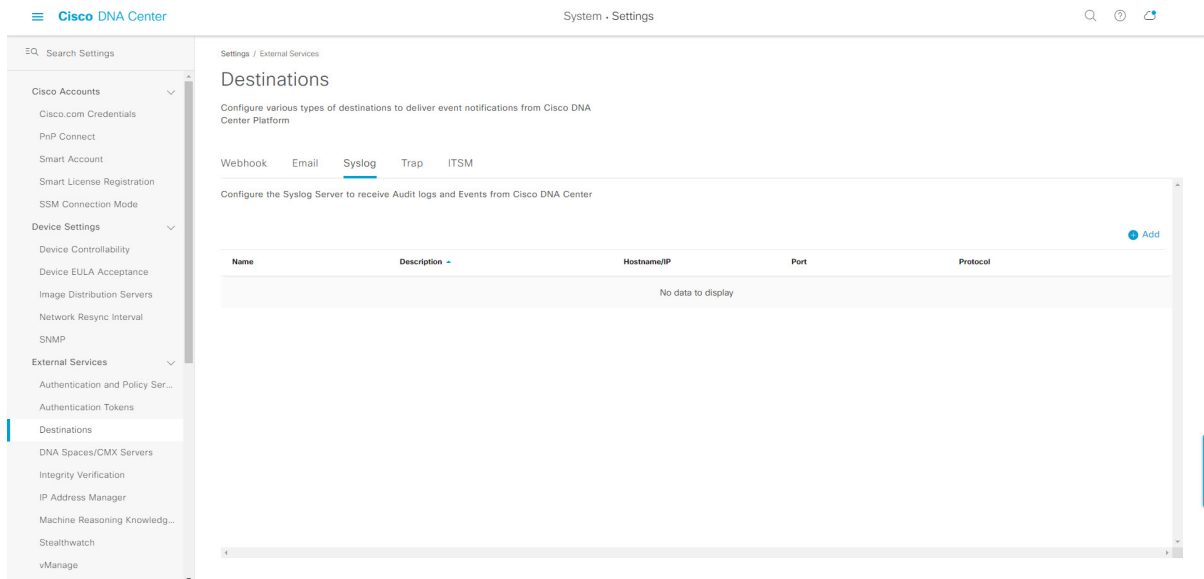 Cisco DNA Center
System · Settings
Search Settings
Cisco Accounts
Cisco.com Credentials
PnP Connect
Smart Account
Smart License Registration
SSM Connection Mode
Device Settings
Device Controllability
Device EULA Acceptance
Image Distribution Servers
Network Resync Interval
SNMP
External Services
Authentication and Policy Ser...
Authentication Tokens
Destinations
DNA Spaces/CMX Servers
Integrity Verification
IP Address Manager
Machine Reasoning Knowledg...
Stealthwatch
vManage
Settings / External Services
Destinations
Configure various types of destinations to deliver event notifications from Cisco DNA
Center Platform
Webhook Email Syslog Trap ITSM
Configure the Syslog Server to receive Audit logs and Events from Cisco DNA Center
Add
Name Description Hostname/IP Port Protocol
No data to display